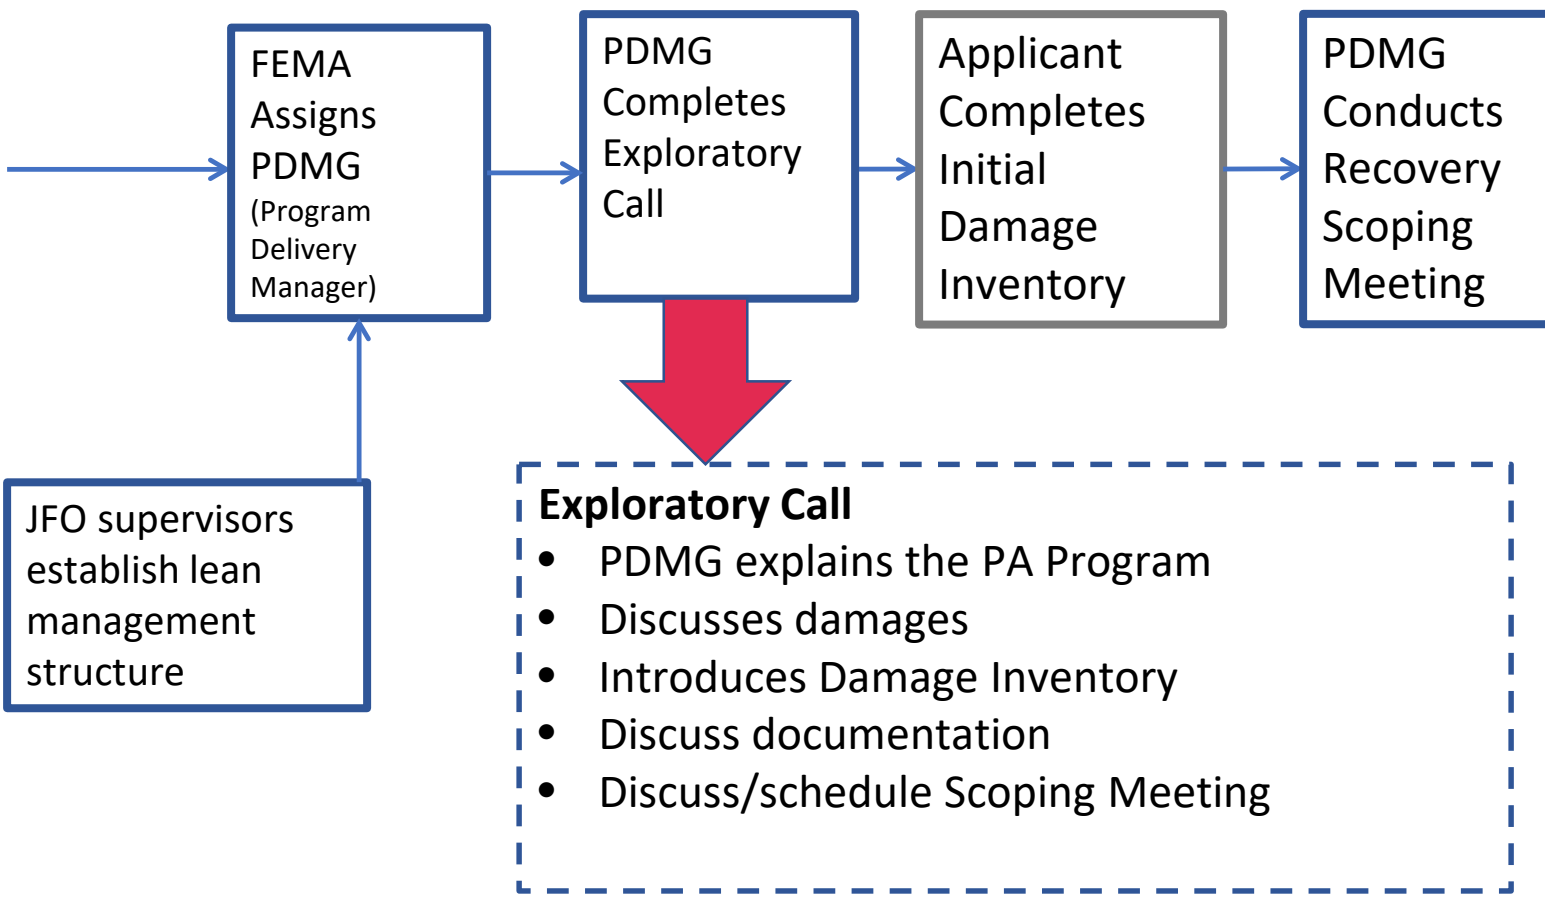 FEMA
Assigns
PDMG
(Program
Delivery
Manager)
PDMG
Completes
Exploratory
Call
Applicant
Completes
Initial
Damage
Inventory
PDMG
Conducts
Recovery
Scoping
Meeting
JFO supervisors
establish lean
management
structure
Exploratory Call
• PDMG explains the PA Program
• Discusses damages
• Introduces Damage Inventory
• Discuss documentation
• Discuss/schedule Scoping Meeting